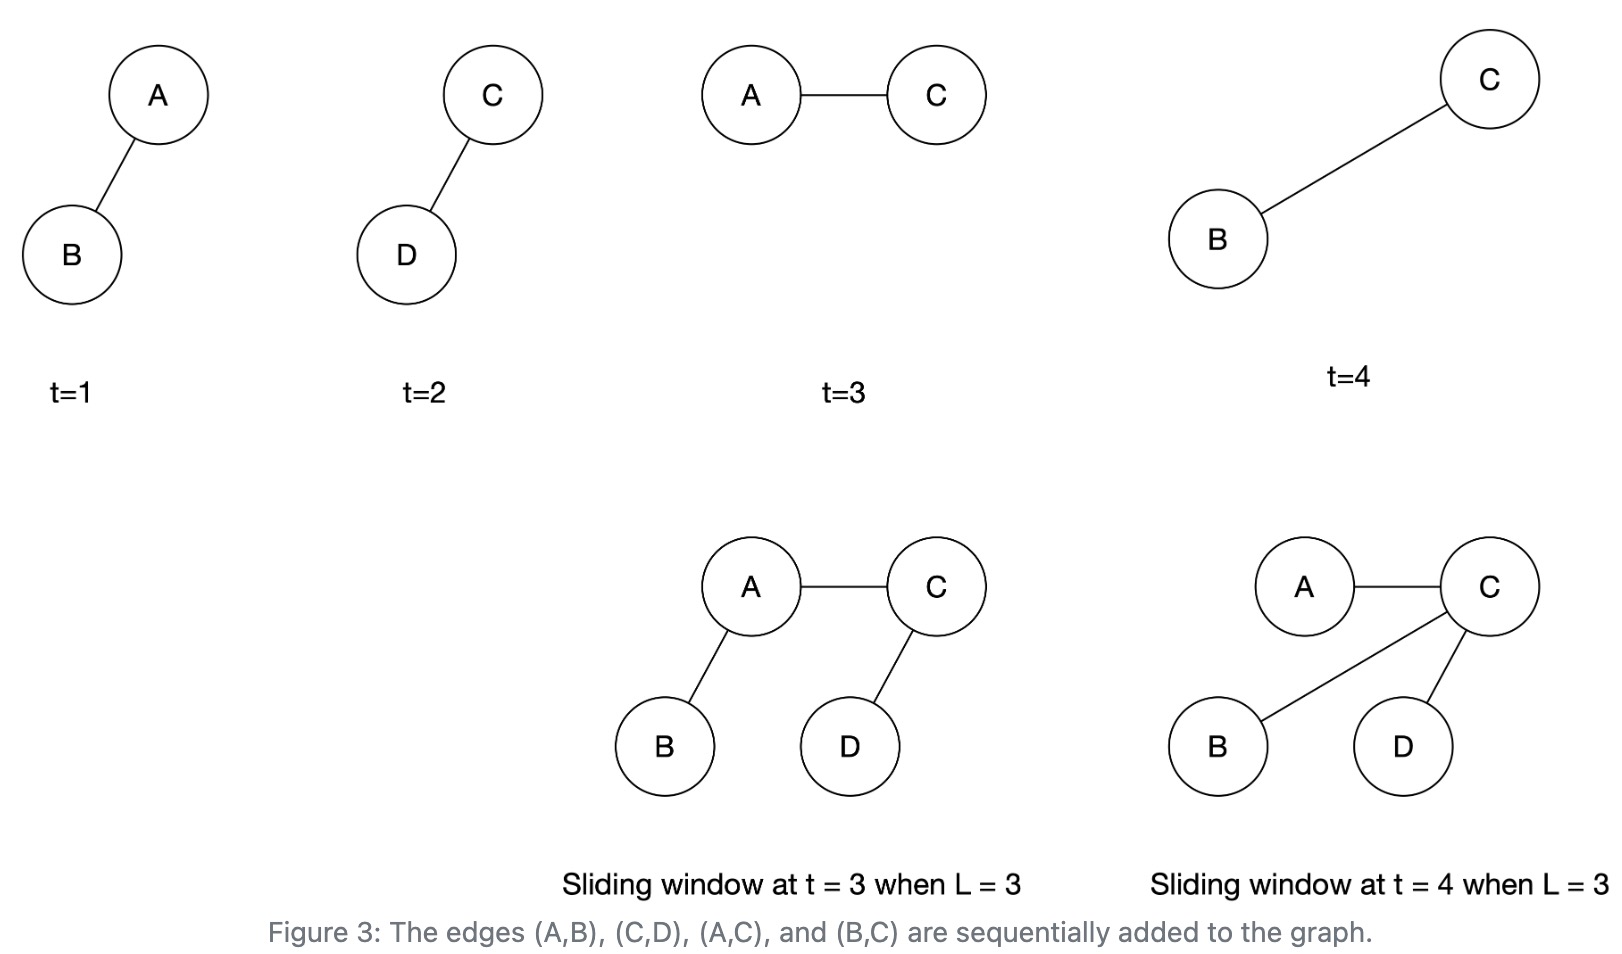 A
B
t=1
C
D
t=2
A
C
t=3
C
B
t=4
A
C
B
D
Sliding window at t = 3 when L = 3
A
C
B
D
Sliding window at t = 4 when L = 3
Figure 3: The edges (A,B), (C,D), (A,C), and (B,C) are sequentially added to the graph.